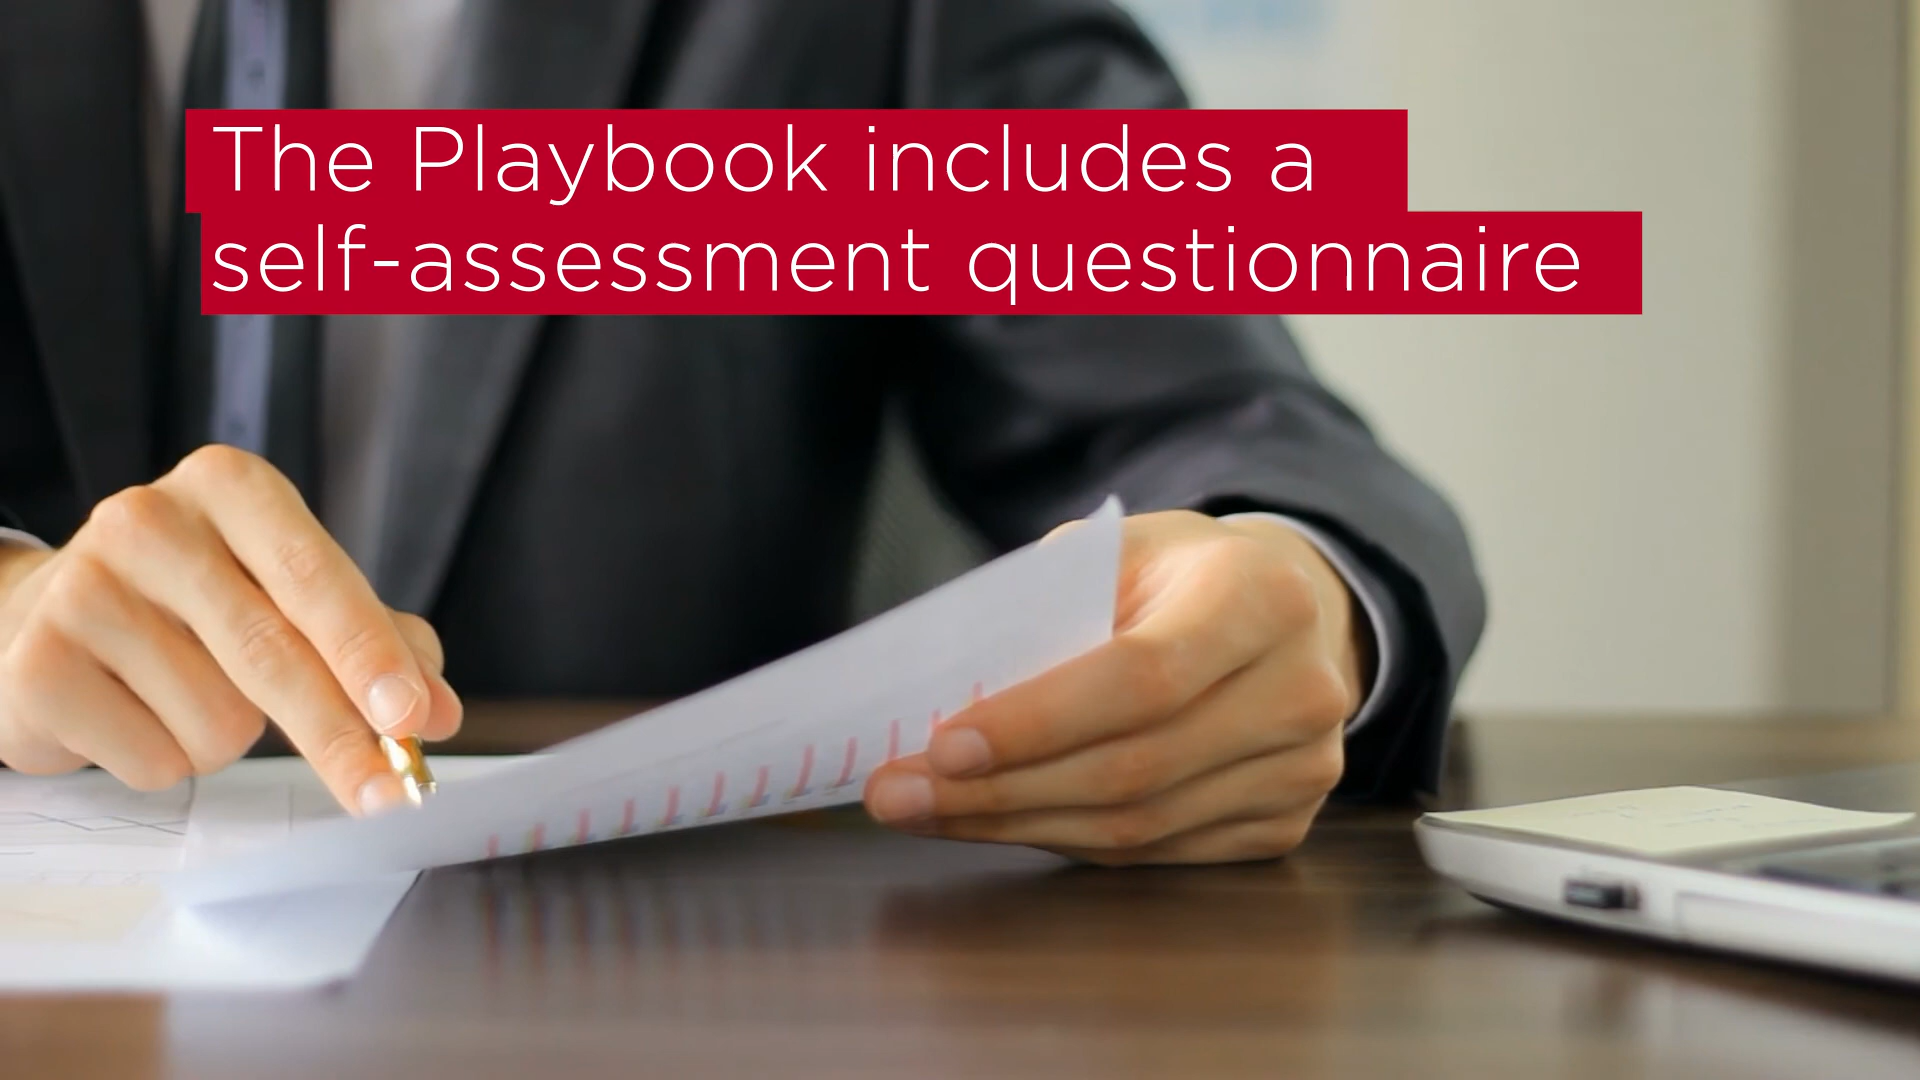 The Playbook includes a
self-assessment questionnaire